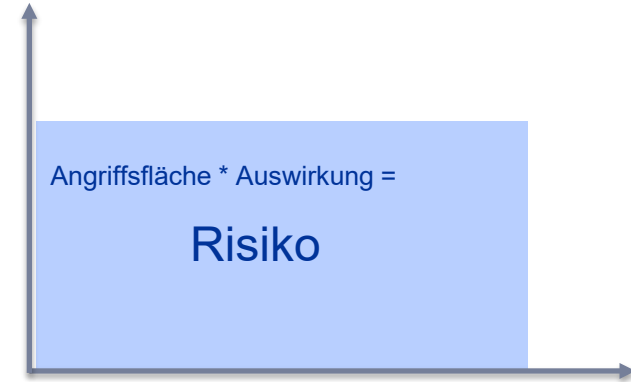 Angriffsfläche * Auswirkung =
Risiko